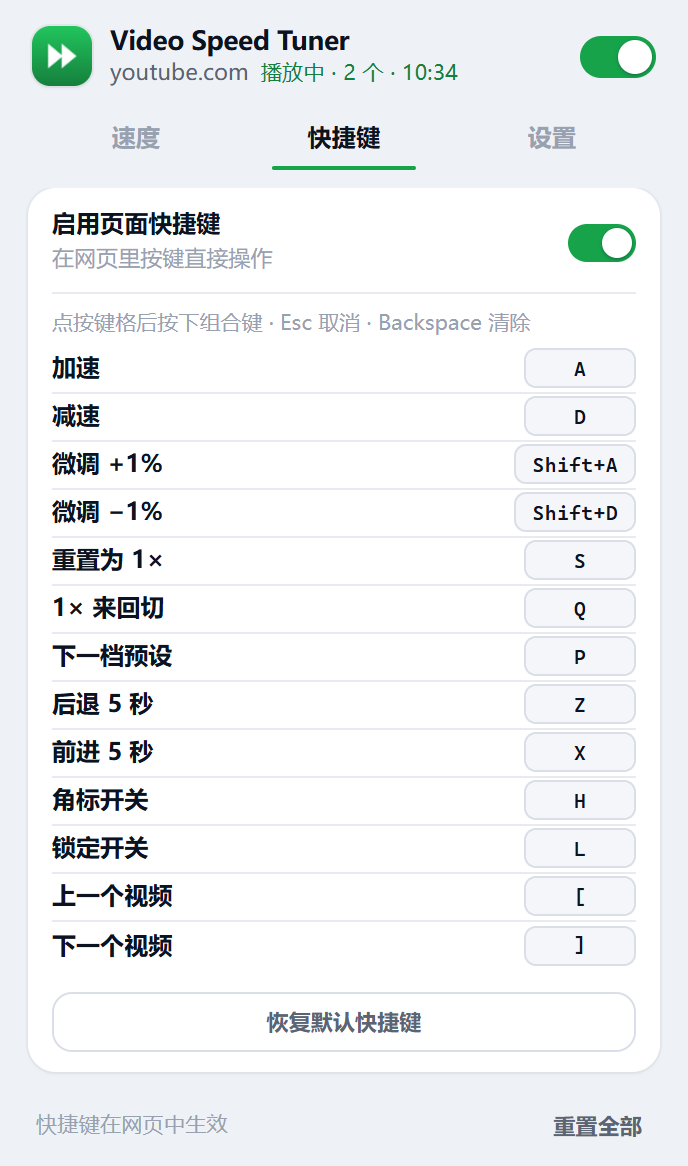 Video Speed Tuner
youtube.com 播放中 · 2 个 · 10:34
速度 快捷键 设置
启用页面快捷键
在网页里按键直接操作
点按键格后按下组合键 · Esc 取消 · Backspace 清除
加速 A
减速 D
微调 +1% Shift+A
微调 −1% Shift+D
重置为 1× S
1× 来回切 Q
下一档预设 P
后退 5 秒 Z
前进 5 秒 X
角标开关 H
锁定开关 L
上一个视频 [
下一个视频 ]
恢复默认快捷键
快捷键在网页中生效 重置全部